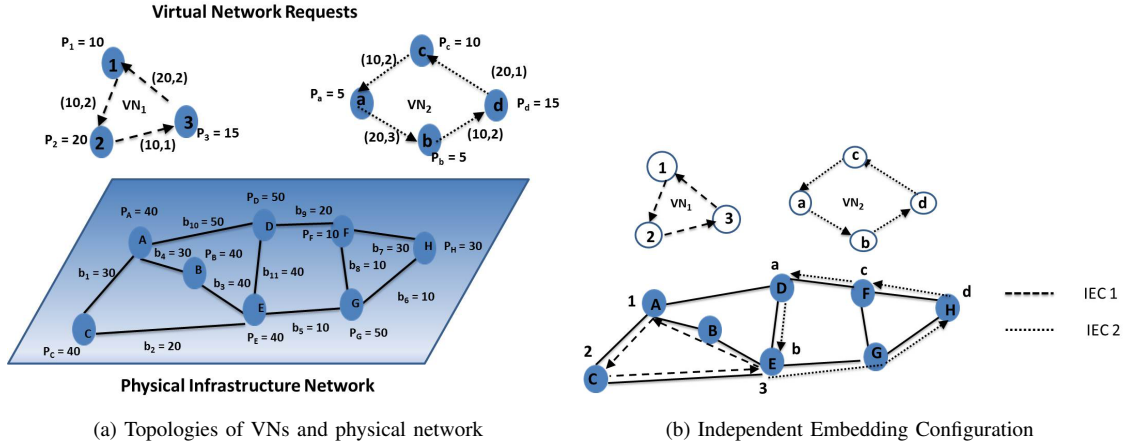 Virtual Network Requests
P1 = 10
1
(10,2)
(20,2)
VN1
P2 = 20
2
(10,1)
3
P3 = 15
Pc = 10
c
(10,2)
(20,1)
Pa = 5
a
VN2
d
Pd = 15
(20,3)
b
(10,2)
Pb = 5
PA = 40
A
b10 = 50
PD = 50
D
b9 = 20
PF = 10
F
b7 = 30
H
PH = 30
b1 = 30
b4 = 30
PB = 40
B
b3 = 40
b11 = 40
b8 = 10
b6 = 10
E
G
C
PC = 40
b2 = 20
PE = 40
b5 = 10
PG = 50
Physical Infrastructure Network
(a) Topologies of VNs and physical network
1
VN1
2
3
c
a
VN2
d
b
a
c
d
1
A
D
F
H
B
2
C
E
b
G
3
IEC 1
IEC 2
(b) Independent Embedding Configuration